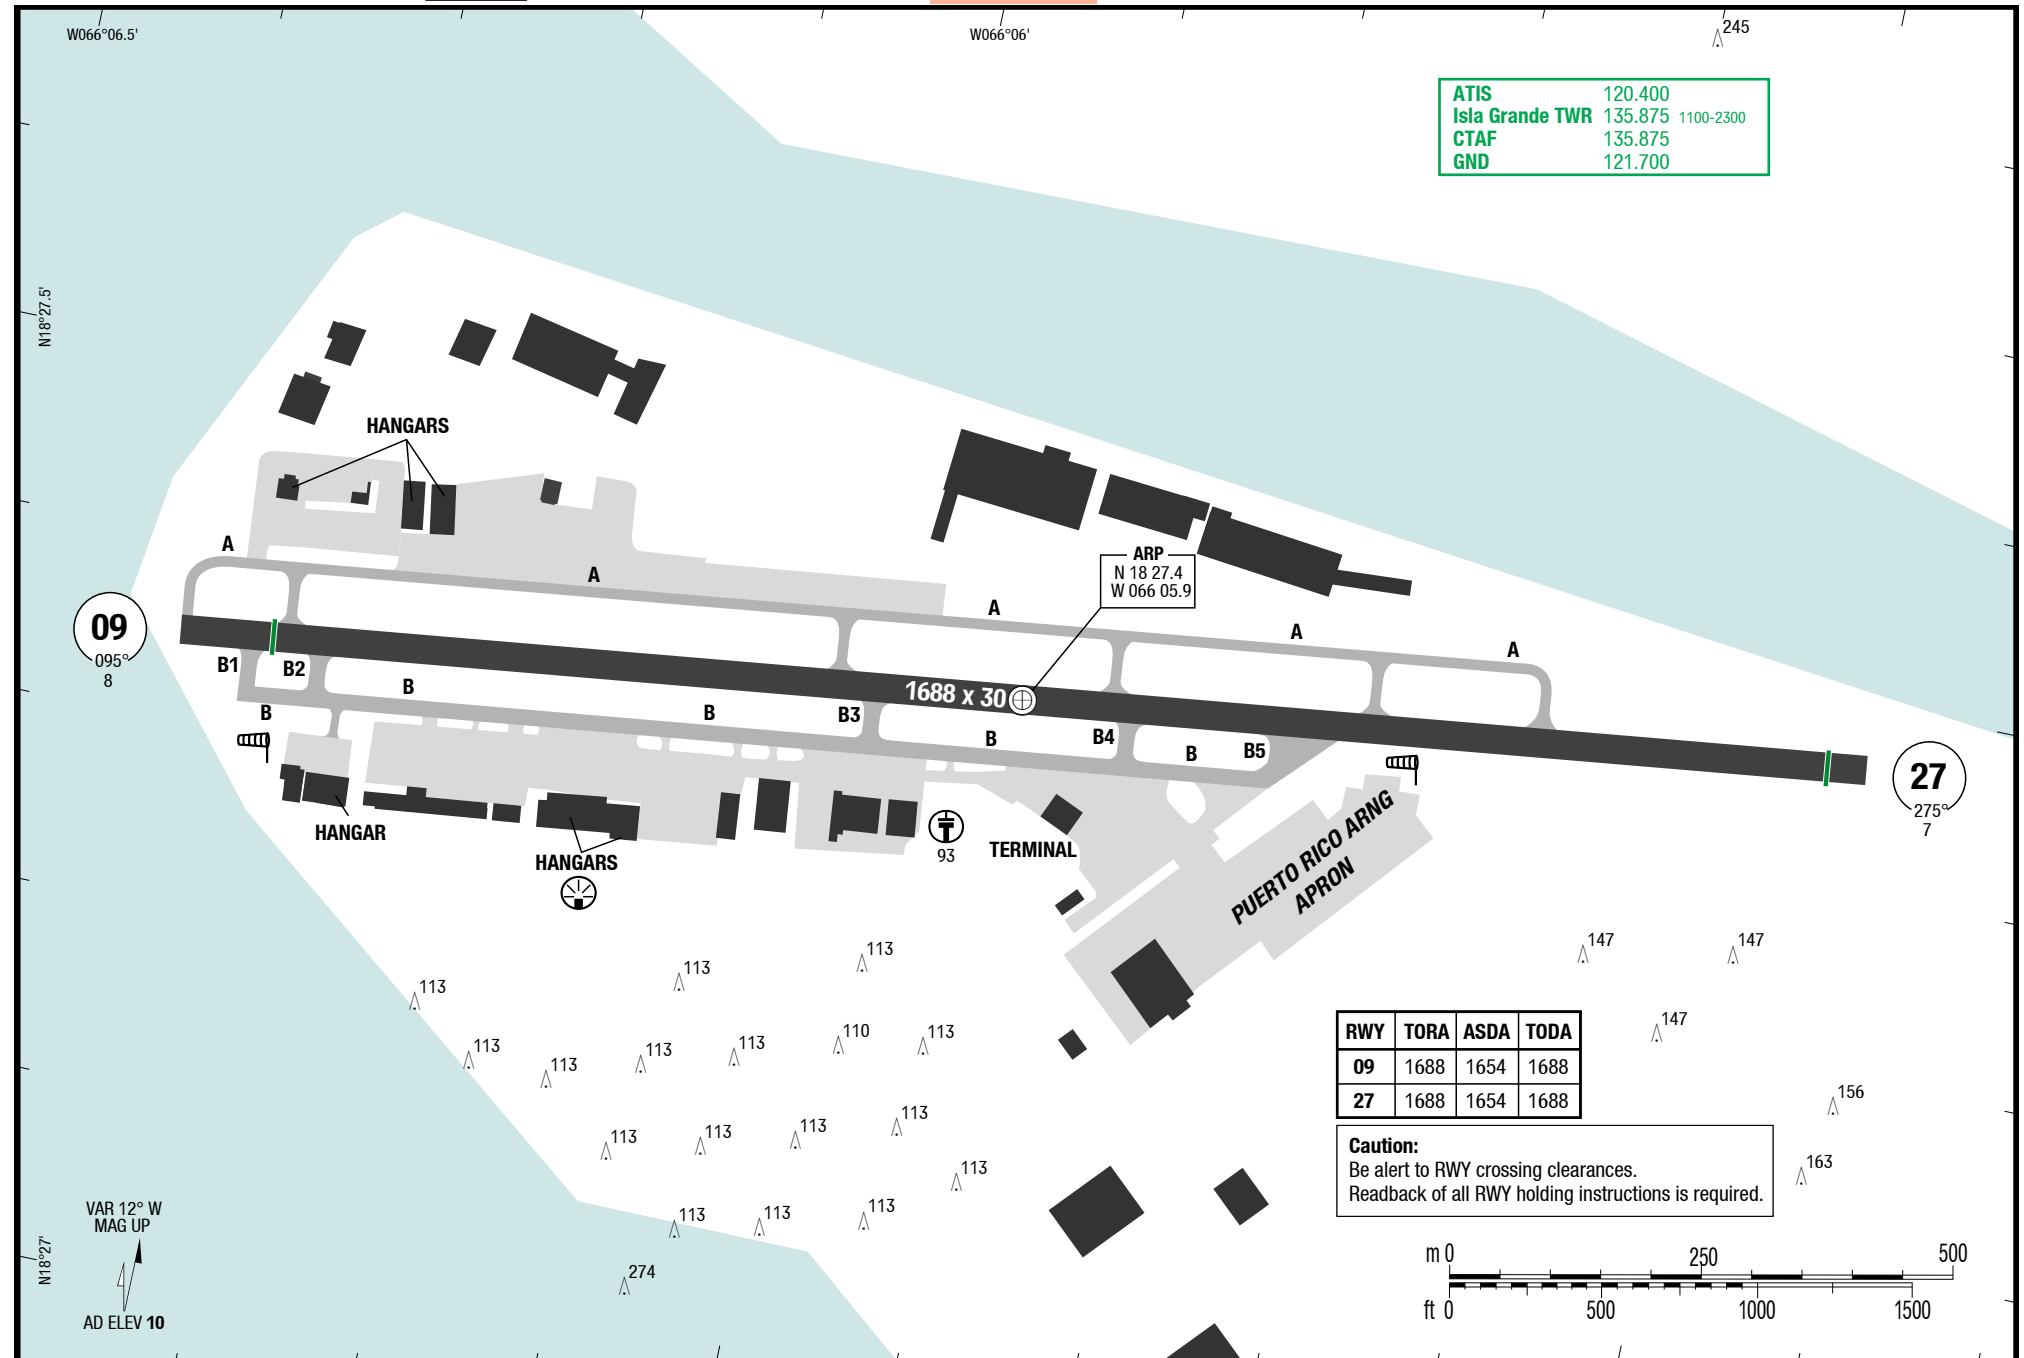 W066°06.5'
W066°06'
245
ATIS 120.400
Isla Grande TWR 135.875 1100-2300
CTAF 135.875
GND 121.700
N18°27.5'
HANGARS
A
A
A
A
A
ARP
N 18 27.4
W 066 05.9
09
095°
8
B1
B2
B
B
B
B3
1688 x 30
B
B4
B
B5
27
275°
7
HANGAR
HANGARS
93
TERMINAL
PUERTO RICO ARNG
APRON
113
113
113
147
147
113
113
113
113
110
113
147
113
113
113
113
113
156
163
113
113
113
274
RWY TORA ASDA TODA
09 1688 1654 1688
27 1688 1654 1688
Caution:
Be alert to RWY crossing clearances.
Readback of all RWY holding instructions is required.
VAR 12° W
MAG UP
AD ELEV 10
N18°27'
m 0 250 500
ft 0 500 1000 1500